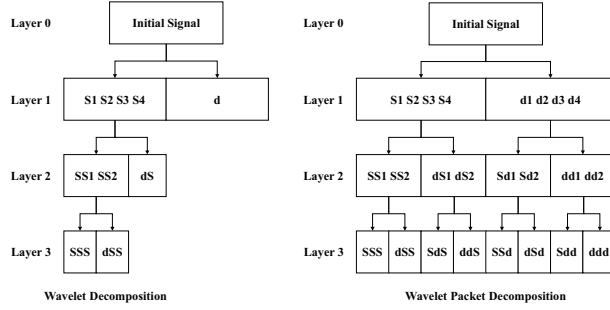 Layer 0 Initial Signal Layer 0 Initial Signal
Layer 1 S1 S2 S3 S4 d Layer 1 S1 S2 S3 S4 d1 d2 d3 d4
Layer 2 SS1 SS2 dS Layer 2 SS1 SS2 dS1 dS2 Sd1 Sd2 dd1 dd2
Layer 3 SSS dSS Layer 3 SSS dSS SdS ddS SSd dSd Sdd ddd
Wavelet Decomposition Wavelet Packet Decomposition